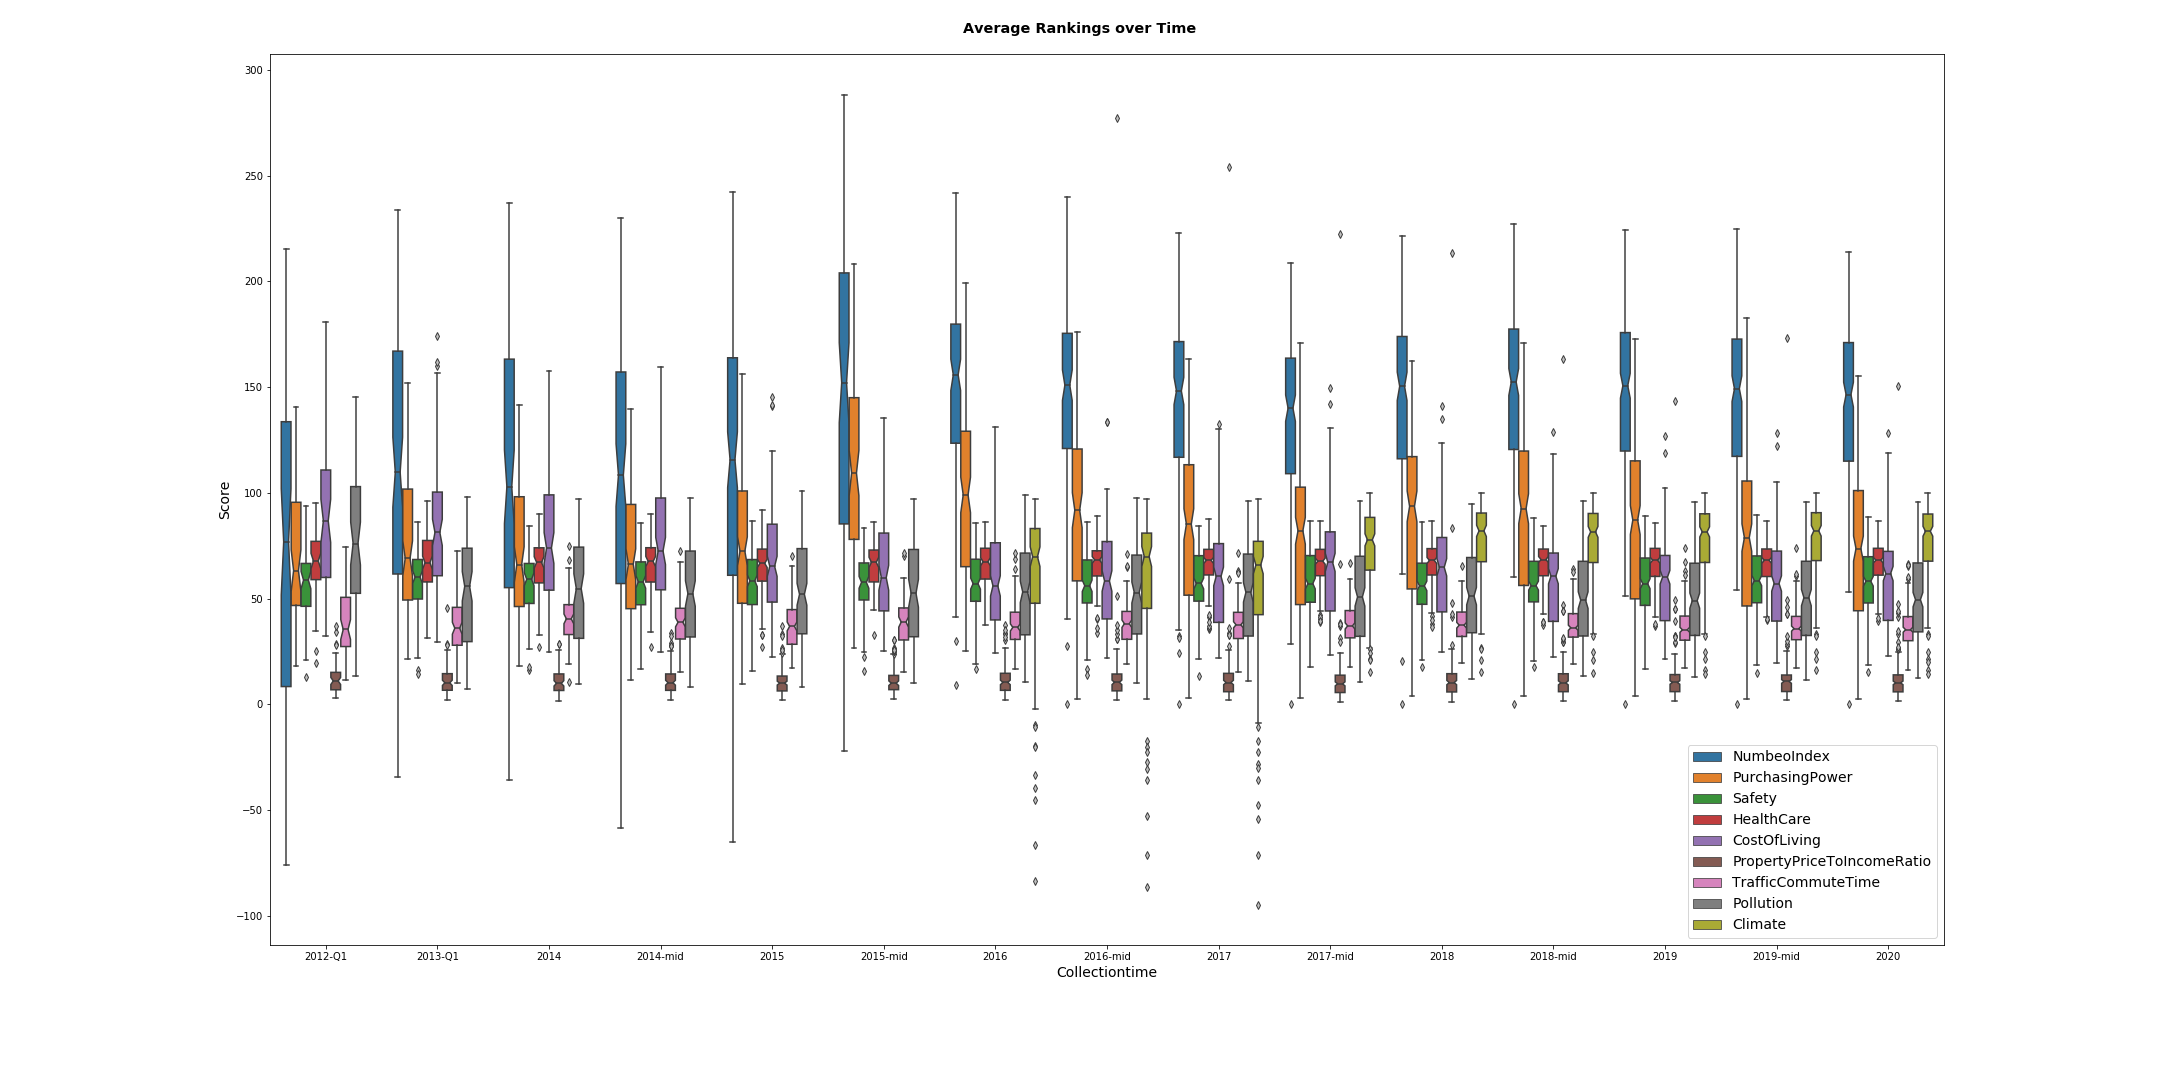 Average Rankings over Time
Score
300
250
200
150
100
50
0
−50
−100
2012-Q1
2013-Q1
2014
2014-mid
2015
2015-mid
2016
2016-mid
2017
2017-mid
2018
2018-mid
2019
2019-mid
2020
Collectiontime
NumbeoIndex
PurchasingPower
Safety
HealthCare
CostOfLiving
PropertyPriceToIncomeRatio
TrafficCommuteTime
Pollution
Climate